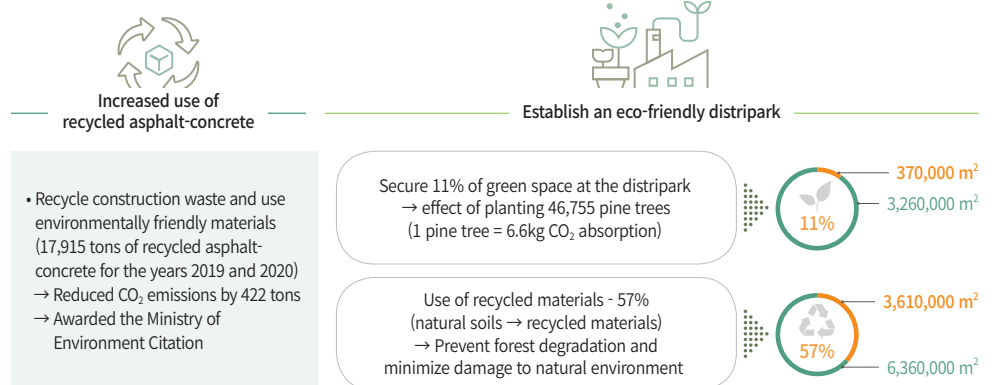 Increased use of
recycled asphalt-concrete
• Recycle construction waste and use
environmentally friendly materials
(17,915 tons of recycled asphalt-
concrete for the years 2019 and 2020)
→ Reduced CO₂ emissions by 422 tons
→ Awarded the Ministry of
Environment Citation
Establish an eco-friendly distripark
Secure 11% of green space at the distripark
→ effect of planting 46,755 pine trees
(1 pine tree = 6.6kg CO₂ absorption)
370,000 m²
3,260,000 m²
11%
Use of recycled materials - 57%
(natural soils → recycled materials)
→ Prevent forest degradation and
minimize damage to natural environment
3,610,000 m²
57%
6,360,000 m²